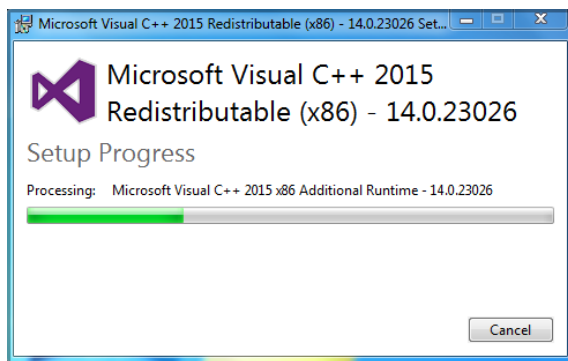 Microsoft Visual C++ 2015 Redistributable (x86) - 14.0.23026 Set...
Microsoft Visual C++ 2015
Redistributable (x86) - 14.0.23026
Setup Progress
Processing: Microsoft Visual C++ 2015 x86 Additional Runtime - 14.0.23026
Cancel